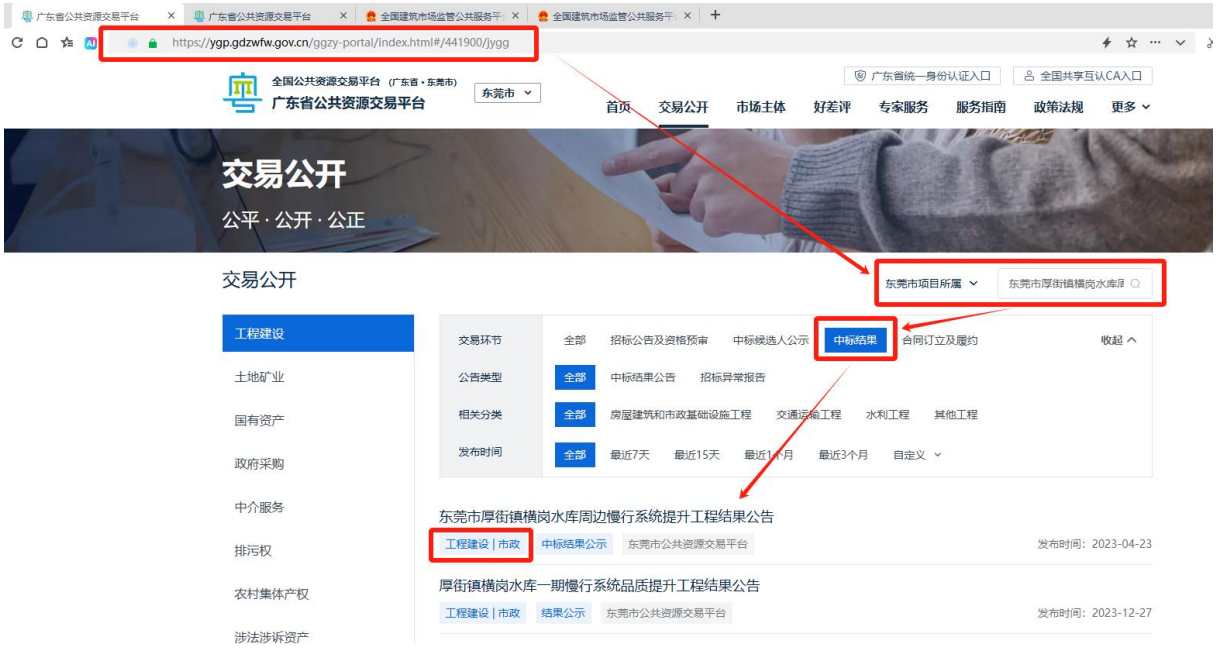 广东省公共资源交易平台 × 广东省公共资源交易平台 × 全国建筑市场监管公共服务平 × 全国建筑市场监管公共服务平 × +
https://ygp.gdzwfw.gov.cn/ggzy-portal/index.html#/441900/jygg
广东省统一身份认证入口 全国共享互认CA入口
全国公共资源交易平台 (广东省·东莞市)
广东省公共资源交易平台
东莞市
首页 交易公开 市场主体 好差评 专家服务 服务指南 政策法规 更多
交易公开
公平·公开·公正
交易公开
东莞市项目所属 东莞市厚街镇横岗水库
工程建设
土地矿业
国有资产
政府采购
中介服务
排污权
农村集体产权
涉法涉诉资产
交易环节 全部 招标公告及资格预审 中标候选人公示 中标结果 合同订立及履约 收起
公告类型 全部 中标结果公告 招标异常报告
相关分类 全部 房屋建筑和市政基础设施工程 交通运输工程 水利工程 其他工程
发布时间 全部 最近7天 最近15天 最近1个月 最近3个月 自定义
东莞市厚街镇横岗水库周边慢行系统提升工程结果公告
工程建设 | 市政 中标结果公示 东莞市公共资源交易平台 发布时间: 2023-04-23
厚街镇横岗水库一期慢行系统品质提升工程结果公告
工程建设 | 市政 结果公示 东莞市公共资源交易平台 发布时间: 2023-12-27